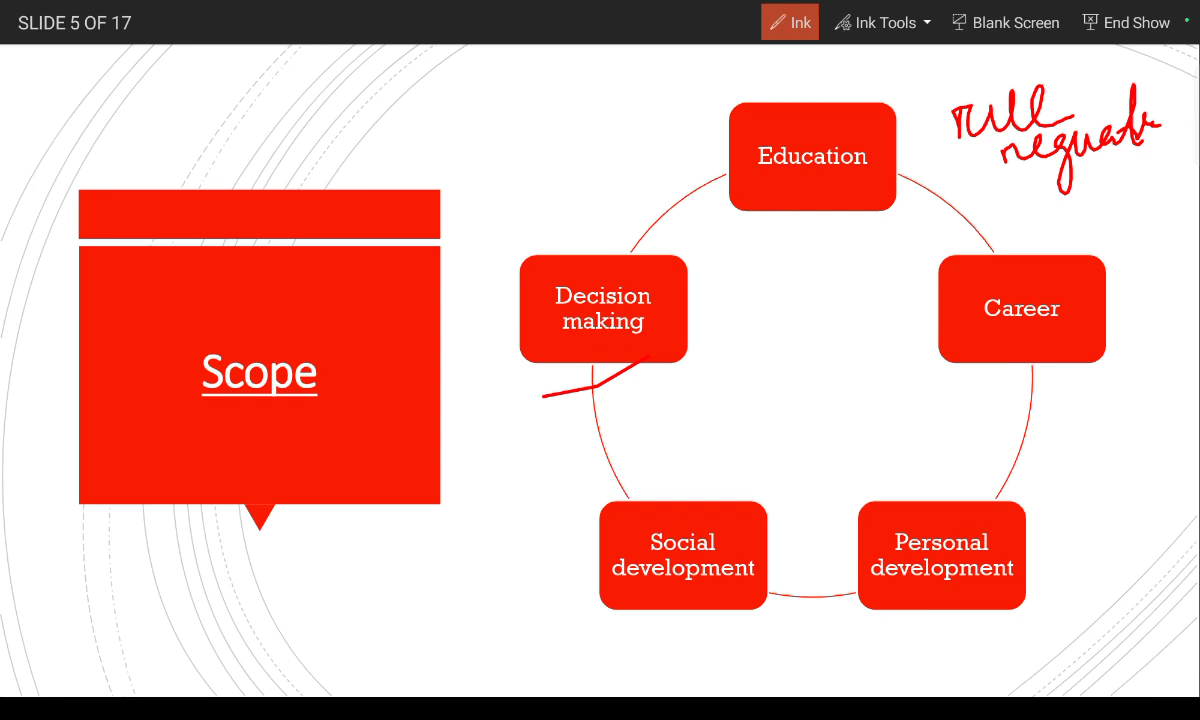 SLIDE 5 OF 17
Ink
Ink Tools
Blank Screen
End Show
Education
Decision
making
Career
Scope
Social
development
Personal
development